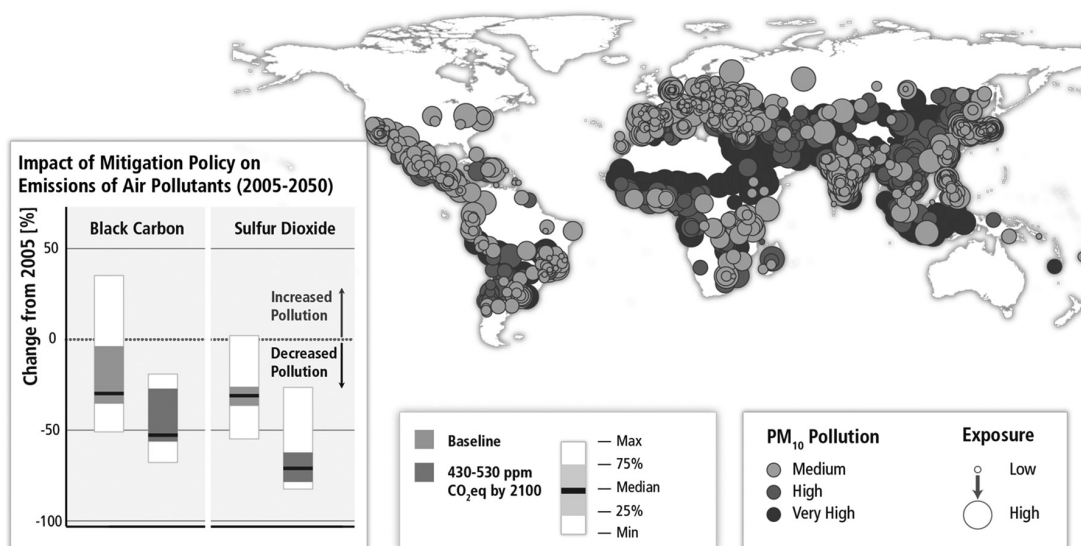 Impact of Mitigation Policy on
Emissions of Air Pollutants (2005-2050)
Change from 2005 [%]
Black Carbon
Sulfur Dioxide
50
0
-50
-100
Increased
Pollution
Decreased
Pollution
Baseline
430-530 ppm
CO₂eq by 2100
Max
75%
Median
25%
Min
PM₁₀ Pollution
Medium
High
Very High
Exposure
Low
High